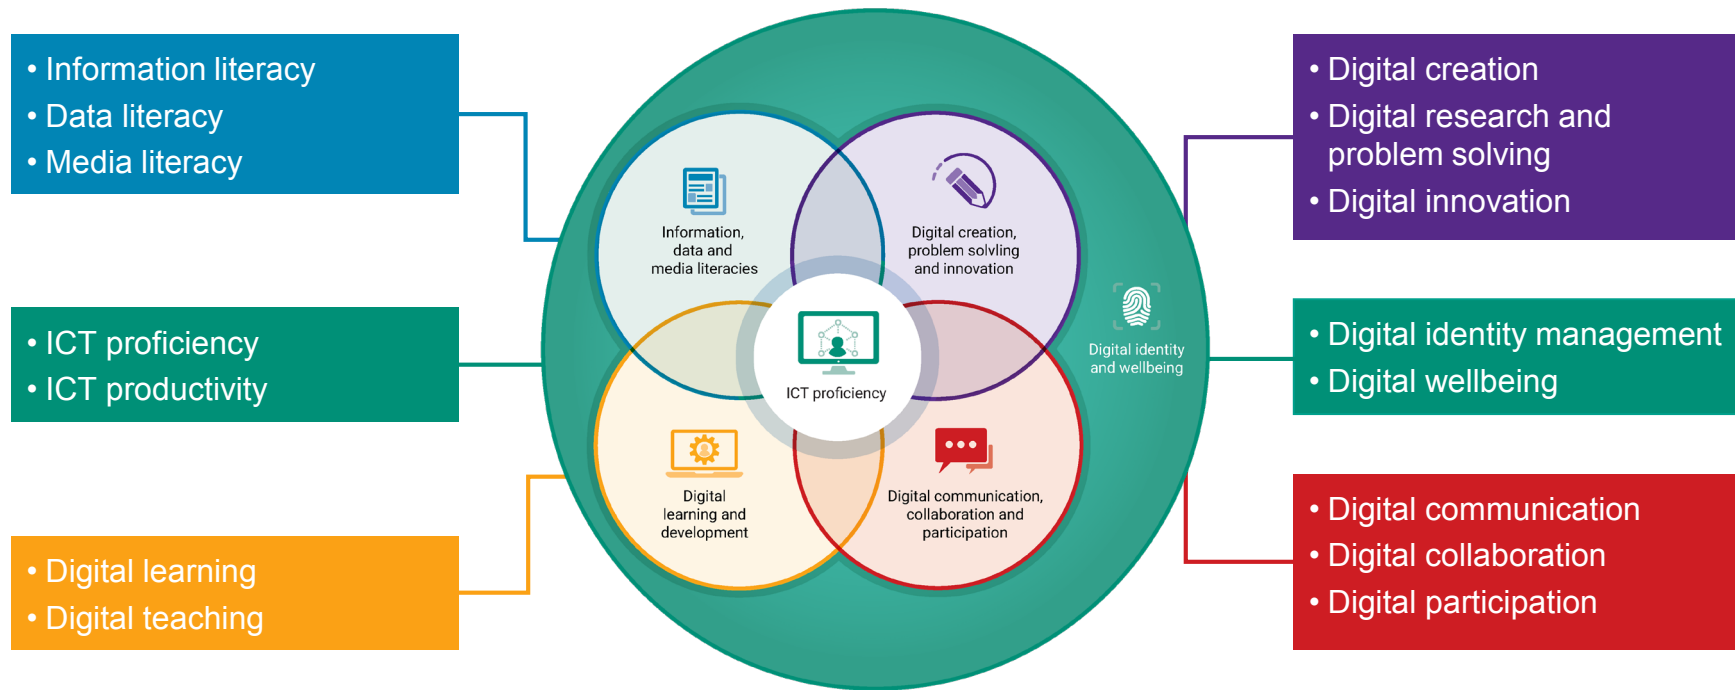 • Information literacy
• Data literacy
• Media literacy
• ICT proficiency
• ICT productivity
• Digital learning
• Digital teaching
Information,
data and
media literacies
Digital creation,
problem solvling
and innovation
ICT proficiency
Digital
learning and
development
Digital communication,
collaboration and
participation
Digital identity
and wellbeing
• Digital creation
• Digital research and
problem solving
• Digital innovation
• Digital identity management
• Digital wellbeing
• Digital communication
• Digital collaboration
• Digital participation